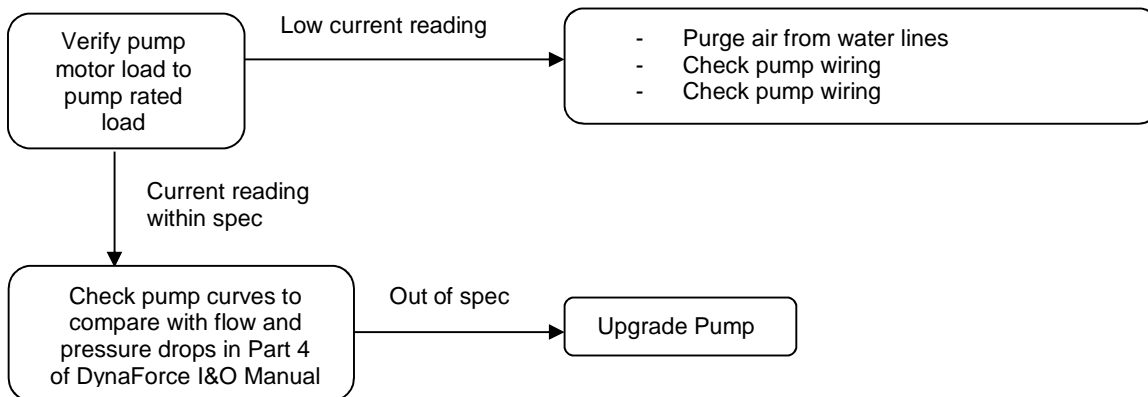 Verify pump
motor load to
pump rated
load
Low current reading
- Purge air from water lines
- Check pump wiring
- Check pump wiring
Current reading
within spec
Check pump curves to
compare with flow and
pressure drops in Part 4
of DynaForce I&O Manual
Out of spec
Upgrade Pump